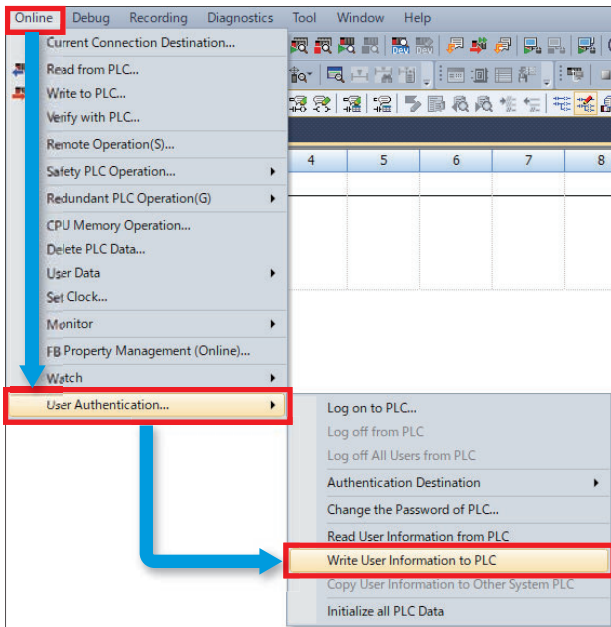 Online Debug Recording Diagnostics Tool Window Help
Current Connection Destination...
Read from PLC...
Write to PLC...
Verify with PLC...
Remote Operation(S)...
Safety PLC Operation...
Redundant PLC Operation(G)
CPU Memory Operation...
Delete PLC Data...
User Data
Set Clock...
Monitor
FB Property Management (Online)...
Watch
User Authentication...
4 5 6 7 8
Log on to PLC...
Log off from PLC
Log off All Users from PLC
Authentication Destination
Change the Password of PLC...
Read User Information from PLC
Write User Information to PLC
Copy User Information to Other System PLC
Initialize all PLC Data